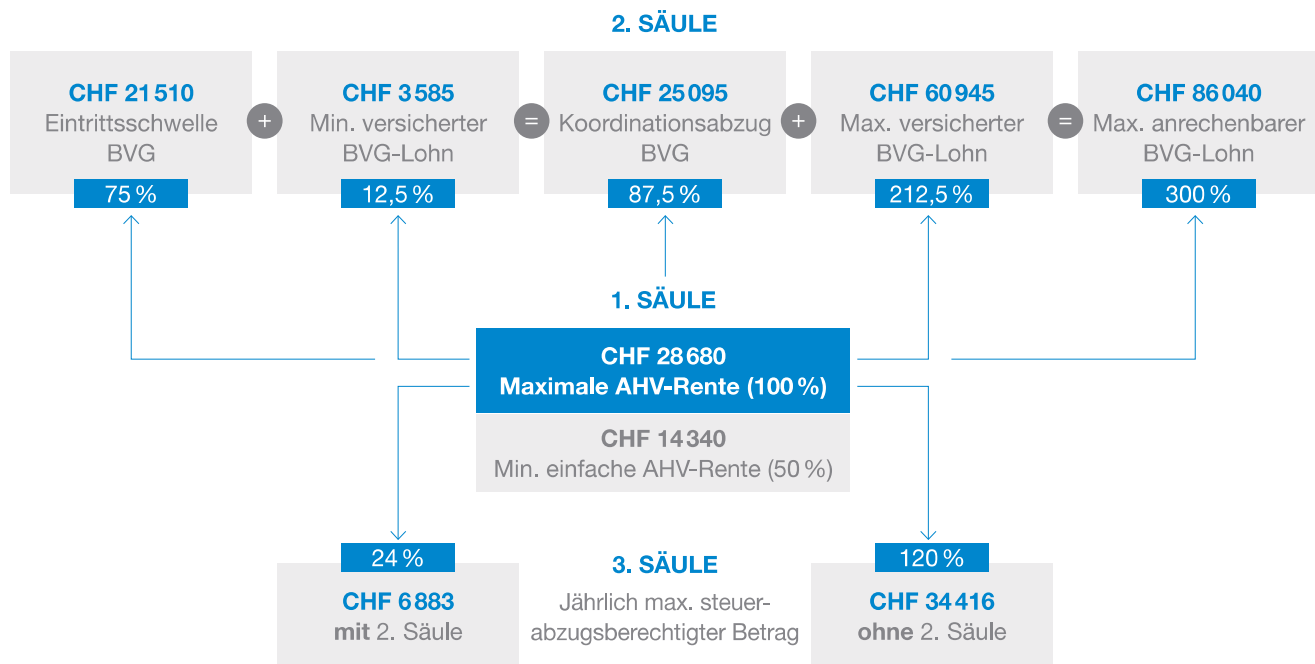 2. SÄULE
CHF 21 510
Eintrittsschwelle
BVG
75 %
+
CHF 3 585
Min. versicherter
BVG-Lohn
12,5 %
=
CHF 25 095
Koordinationsabzug
BVG
87,5 %
+
CHF 60 945
Max. versicherter
BVG-Lohn
212,5 %
=
CHF 86 040
Max. anrechenbarer
BVG-Lohn
300 %
1. SÄULE
CHF 28 680
Maximale AHV-Rente (100 %)
CHF 14 340
Min. einfache AHV-Rente (50 %)
24 %
CHF 6 883
mit 2. Säule
3. SÄULE
Jährlich max. steuer-
abzugsberechtigter Betrag
120 %
CHF 34 416
ohne 2. Säule